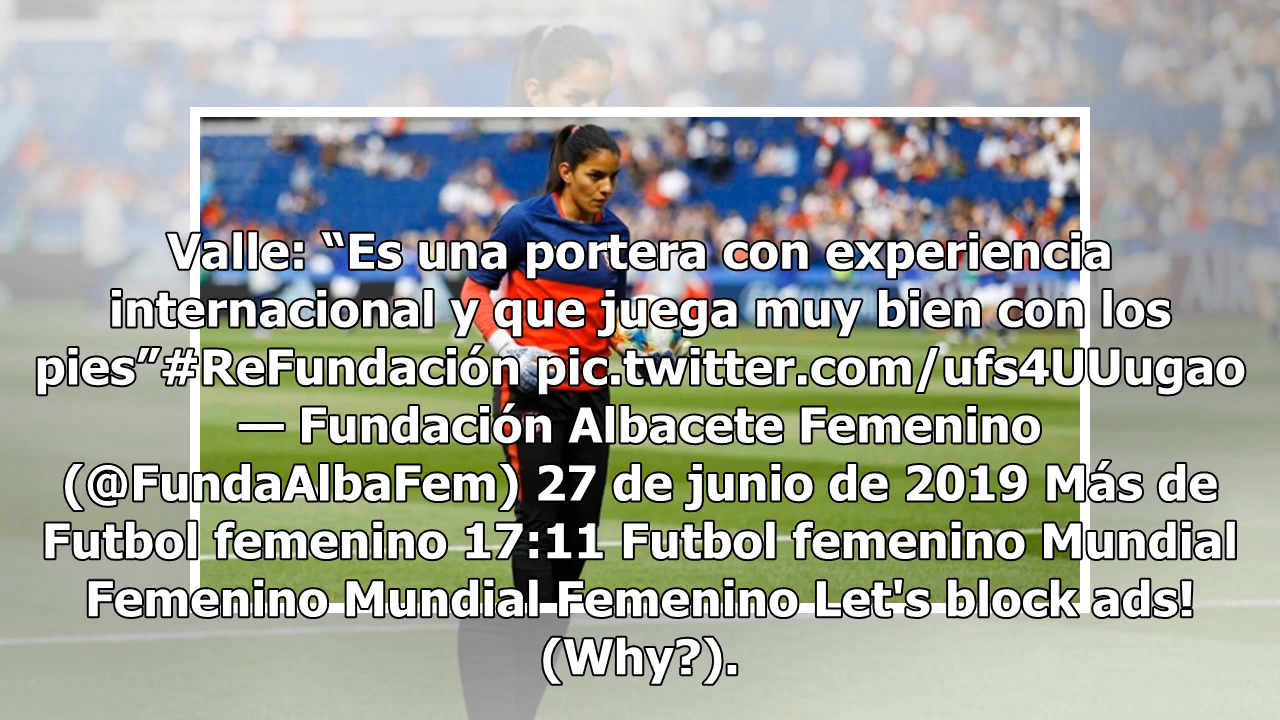 Valle: “Es una portera con experiencia
internacional y que juega muy bien con los
pies”#ReFundación pic.twitter.com/ufs4UUugao
— Fundación Albacete Femenino
(@FundaAlbaFem) 27 de junio de 2019 Más de
Futbol femenino 17:11 Futbol femenino Mundial
Femenino Mundial Femenino Let's block ads!
(Why?).